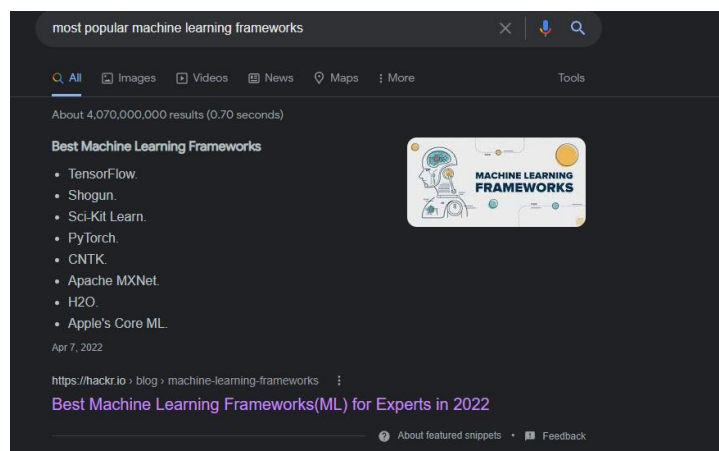 most popular machine learning frameworks
All Images Videos News Maps More Tools
About 4,070,000,000 results (0.70 seconds)
Best Machine Learning Frameworks
MACHINE LEARNING
FRAMEWORKS
• TensorFlow.
• Shogun.
• Sci-Kit Learn.
• PyTorch.
• CNTK.
• Apache MXNet.
• H2O.
• Apple's Core ML.
Apr 7, 2022
https://hackr.io › blog › machine-learning-frameworks
Best Machine Learning Frameworks(ML) for Experts in 2022
About featured snippets • Feedback